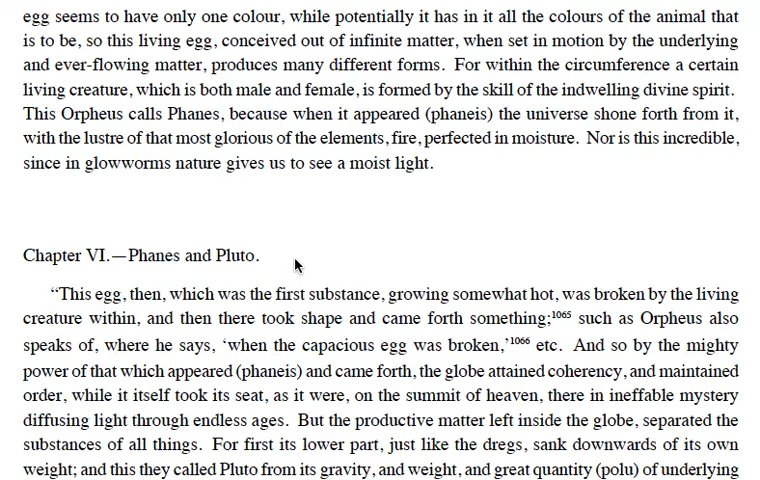 egg seems to have only one colour, while potentially it has in it all the colours of the animal that
is to be, so this living egg, conceived out of infinite matter, when set in motion by the underlying
and ever-flowing matter, produces many different forms. For within the circumference a certain
living creature, which is both male and female, is formed by the skill of the indwelling divine spirit.
This Orpheus calls Phanes, because when it appeared (phaneis) the universe shone forth from it,
with the lustre of that most glorious of the elements, fire, perfected in moisture. Nor is this incredible,
since in glowworms nature gives us to see a moist light.
Chapter VI.—Phanes and Pluto.
“This egg, then, which was the first substance, growing somewhat hot, was broken by the living
creature within, and then there took shape and came forth something;1065 such as Orpheus also
speaks of, where he says, ‘when the capacious egg was broken,’1066 etc. And so by the mighty
power of that which appeared (phaneis) and came forth, the globe attained coherency, and maintained
order, while it itself took its seat, as it were, on the summit of heaven, there in ineffable mystery
diffusing light through endless ages. But the productive matter left inside the globe, separated the
substances of all things. For first its lower part, just like the dregs, sank downwards of its own
weight; and this they called Pluto from its gravity, and weight, and great quantity (polu) of underlying